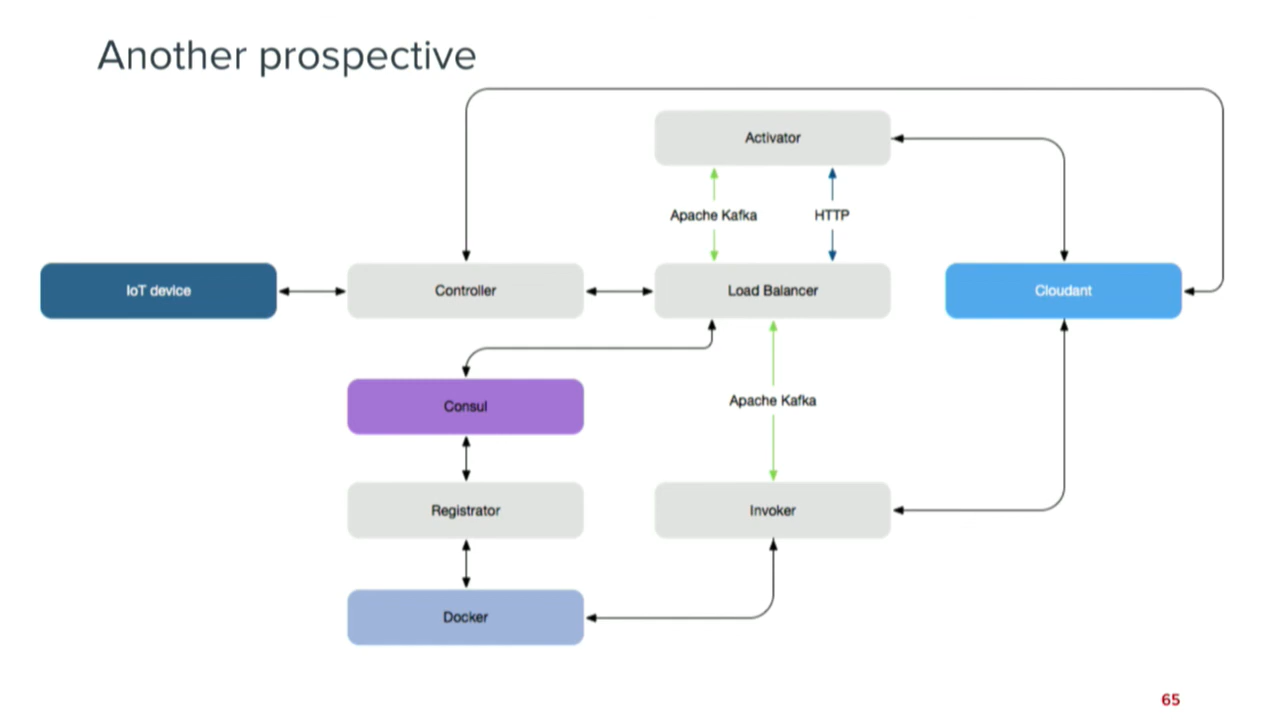 Another prospective
Activator
Apache Kafka
HTTP
IoT device
Controller
Load Balancer
Cloudant
Consul
Apache Kafka
Registrator
Invoker
Docker
65